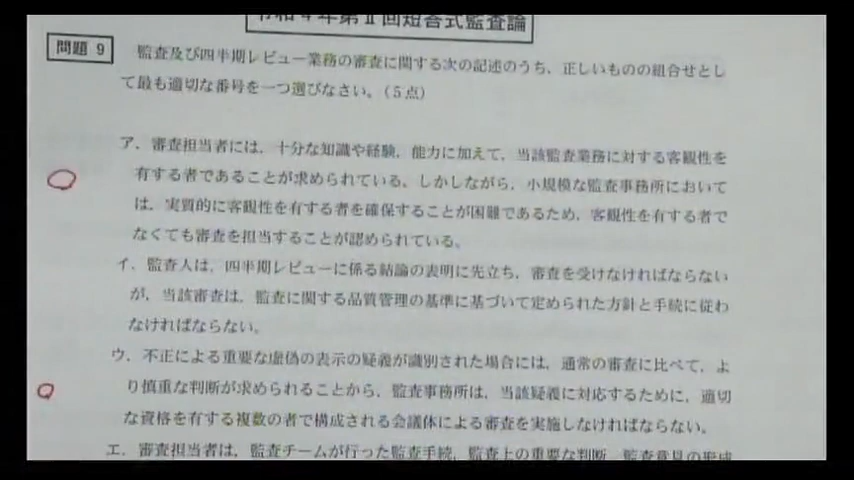 令和4年第Ⅱ回短答式監査論
問題 9
監査及び四半期レビュー業務の審査に関する次の記述のうち、正しいものの組合せとし
て最も適切な番号を一つ選びなさい。(5点)
ア．審査担当者には、十分な知識や経験、能力に加えて、当該監査業務に対する客観性を
有する者であることが求められている。しかしながら、小規模な監査事務所において
は、実質的に客観性を有する者を確保することが困難であるため、客観性を有する者で
なくても審査を担当することが認められている。
イ．監査人は、四半期レビューに係る結論の表明に先立ち、審査を受けなければならない
が、当該審査は、監査に関する品質管理の基準に基づいて定められた方針と手続に従わ
なければならない。
ウ．不正による重要な虚偽の表示の疑義が識別された場合には、通常の審査に比べて、よ
り慎重な判断が求められることから、監査事務所は、当該疑義に対応するために、適切
な資格を有する複数の者で構成される会議体による審査を実施しなければならない。
エ．審査担当者は、監査チームが行った監査手続、監査上の重要な判断、監査意見の形成